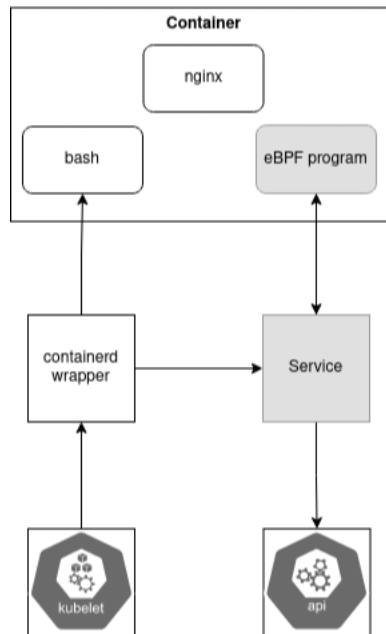 Container
nginx
bash
eBPF program
containerd
wrapper
Service
kubelet
api